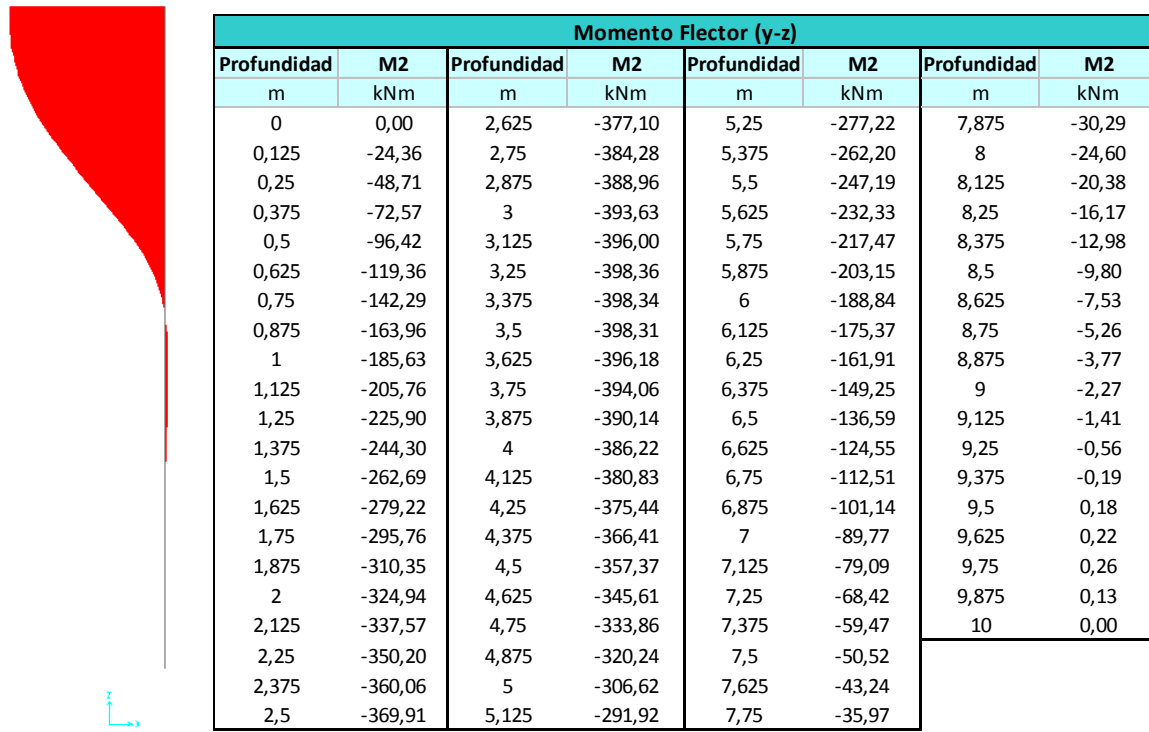 Momento Flector (y-z)
Profundidad M2 Profundidad M2 Profundidad M2 Profundidad M2
m kNm m kNm m kNm m kNm
0 0,00 2,625 -377,10 5,25 -277,22 7,875 -30,29
0,125 -24,36 2,75 -384,28 5,375 -262,20 8 -24,60
0,25 -48,71 2,875 -388,96 5,5 -247,19 8,125 -20,38
0,375 -72,57 3 -393,63 5,625 -232,33 8,25 -16,17
0,5 -96,42 3,125 -396,00 5,75 -217,47 8,375 -12,98
0,625 -119,36 3,25 -398,36 5,875 -203,15 8,5 -9,80
0,75 -142,29 3,375 -398,34 6 -188,84 8,625 -7,53
0,875 -163,96 3,5 -398,31 6,125 -175,37 8,75 -5,26
1 -185,63 3,625 -396,18 6,25 -161,91 8,875 -3,77
1,125 -205,76 3,75 -394,06 6,375 -149,25 9 -2,27
1,25 -225,90 3,875 -390,14 6,5 -136,59 9,125 -1,41
1,375 -244,30 4 -386,22 6,625 -124,55 9,25 -0,56
1,5 -262,69 4,125 -380,83 6,75 -112,51 9,375 -0,19
1,625 -279,22 4,25 -375,44 6,875 -101,14 9,5 0,18
1,75 -295,76 4,375 -366,41 7 -89,77 9,625 0,22
1,875 -310,35 4,5 -357,37 7,125 -79,09 9,75 0,26
2 -324,94 4,625 -345,61 7,25 -68,42 9,875 0,13
2,125 -337,57 4,75 -333,86 7,375 -59,47 10 0,00
2,25 -350,20 4,875 -320,24 7,5 -50,52
2,375 -360,06 5 -306,62 7,625 -43,24
2,5 -369,91 5,125 -291,92 7,75 -35,97